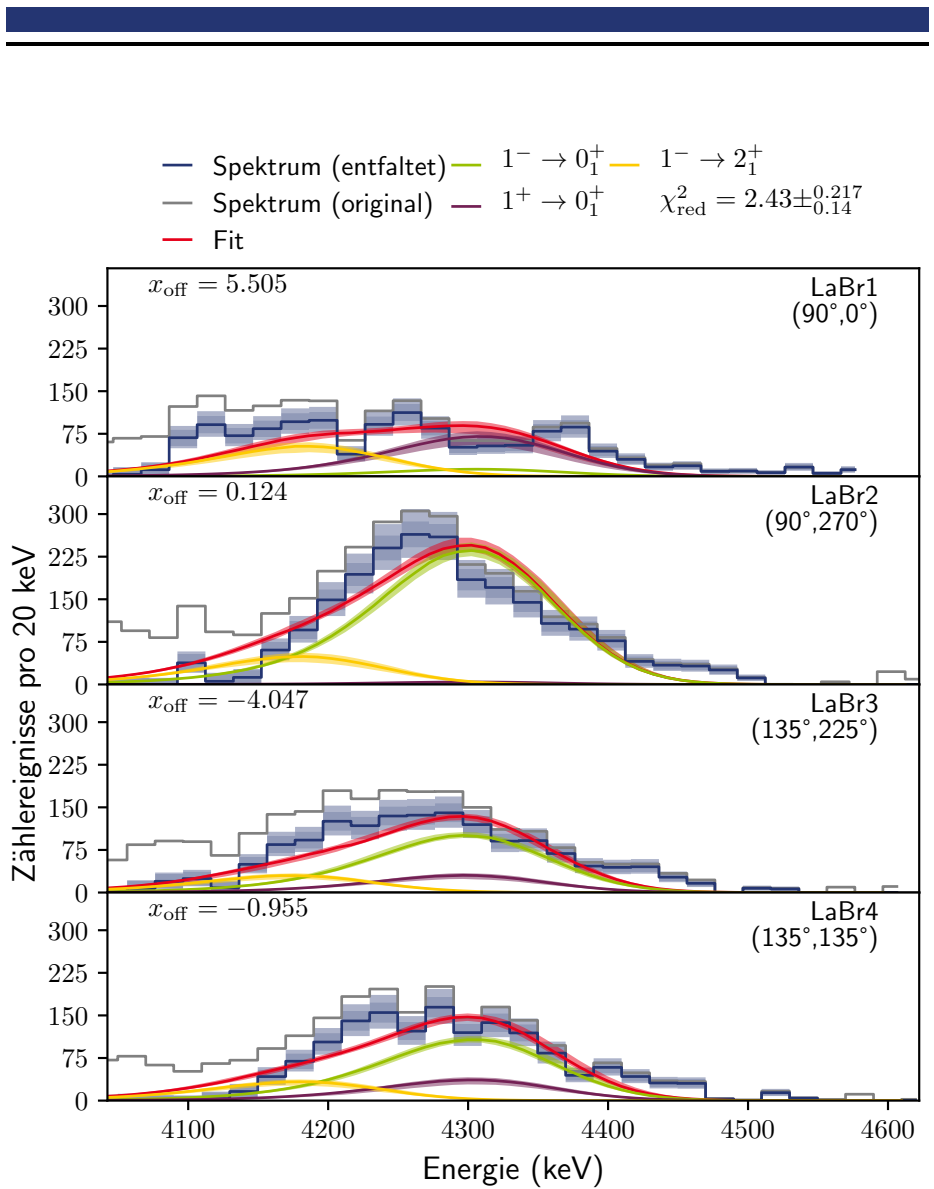 Spektrum (entfaltet) 1⁻ → 0₁⁺ 1⁻ → 2₁⁺
Spektrum (original) 1⁺ → 0₁⁺ χ²_red = 2.43±^0.217_0.14
Fit
x_off = 5.505
LaBr1
(90°,0°)
300
225
150
75
0
x_off = 0.124
LaBr2
(90°,270°)
300
225
150
75
0
x_off = −4.047
LaBr3
(135°,225°)
300
225
150
75
0
x_off = −0.955
LaBr4
(135°,135°)
300
225
150
75
0
Zählereignisse pro 20 keV
4100 4200 4300 4400 4500 4600
Energie (keV)